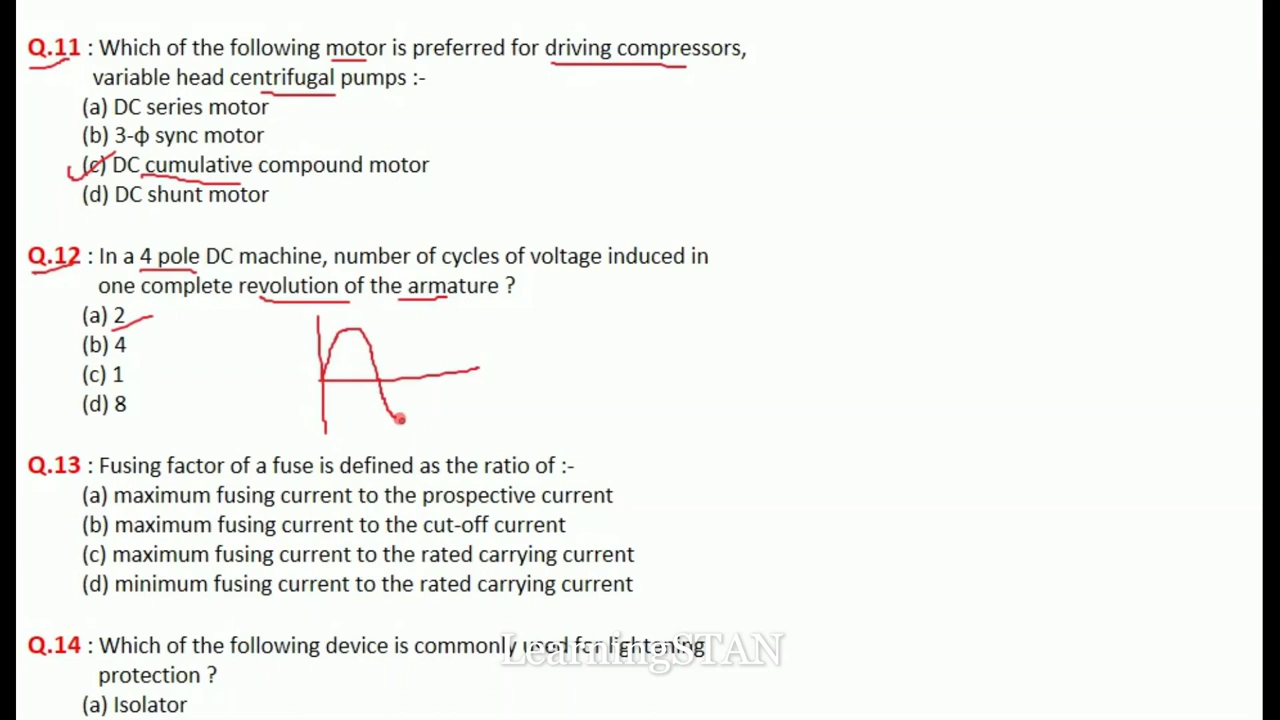 Q.11 : Which of the following motor is preferred for driving compressors,
variable head centrifugal pumps :-
(a) DC series motor
(b) 3-ф sync motor
(c) DC cumulative compound motor
(d) DC shunt motor
Q.12 : In a 4 pole DC machine, number of cycles of voltage induced in
one complete revolution of the armature ?
(a) 2
(b) 4
(c) 1
(d) 8
Q.13 : Fusing factor of a fuse is defined as the ratio of :-
(a) maximum fusing current to the prospective current
(b) maximum fusing current to the cut-off current
(c) maximum fusing current to the rated carrying current
(d) minimum fusing current to the rated carrying current
Q.14 : Which of the following device is commonly used for lightening
protection ?
(a) Isolator
LearningSTAN